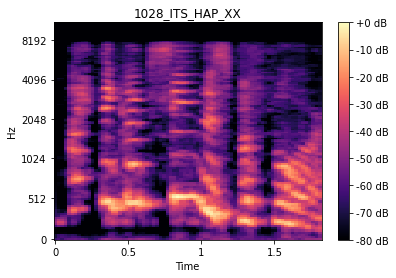 1028_ITS_HAP_XX
Hz
8192
4096
2048
1024
512
0
0
0.5
1
1.5
Time
+0 dB
-10 dB
-20 dB
-30 dB
-40 dB
-50 dB
-60 dB
-70 dB
-80 dB